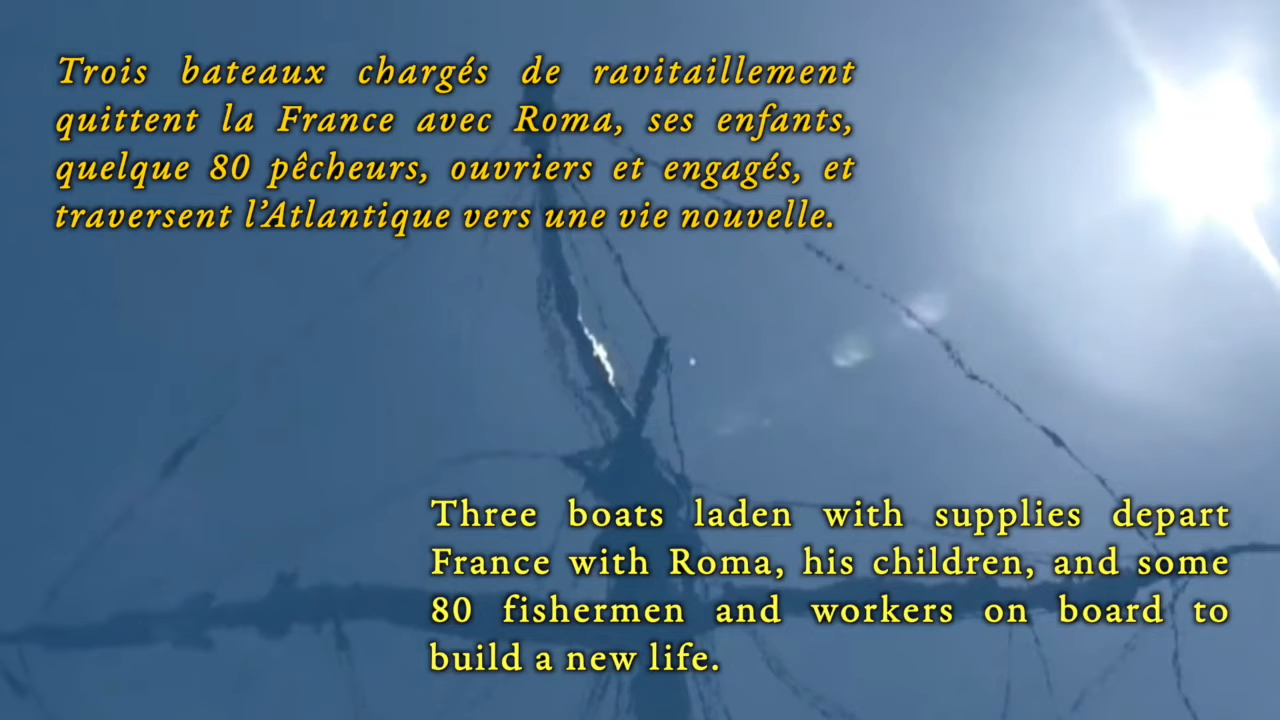 Trois bateaux chargés de ravitaillement
quittent la France avec Roma, ses enfants,
quelque 80 pêcheurs, ouvriers et engagés, et
traversent l’Atlantique vers une vie nouvelle.
Three boats laden with supplies depart
France with Roma, his children, and some
80 fishermen and workers on board to
build a new life.